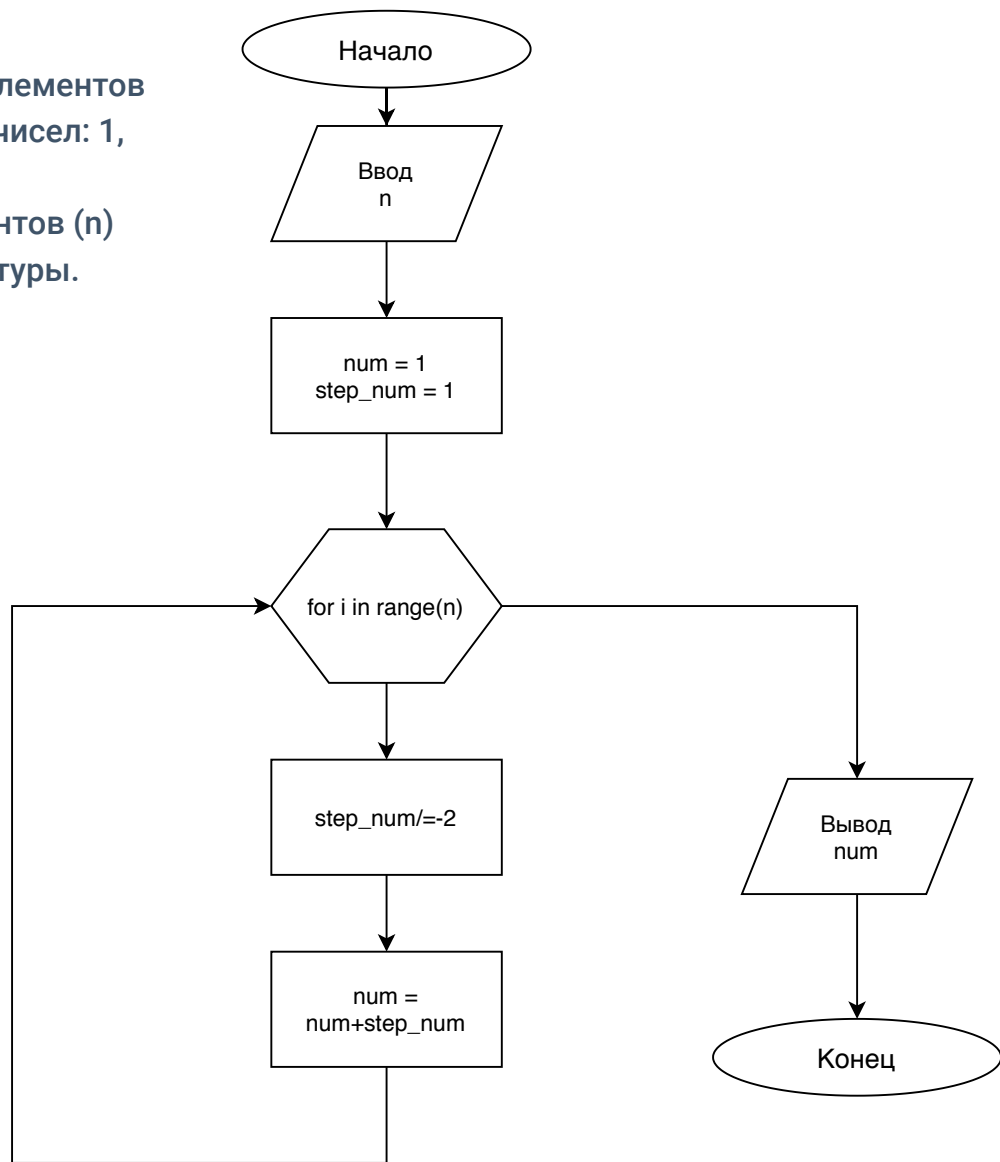 Начало
лементов
чисел: 1,
Ввод
n
нтов (n)
туры.
num = 1
step_num = 1
for i in range(n)
step_num/=-2
Вывод
num
num =
num+step_num
Конец